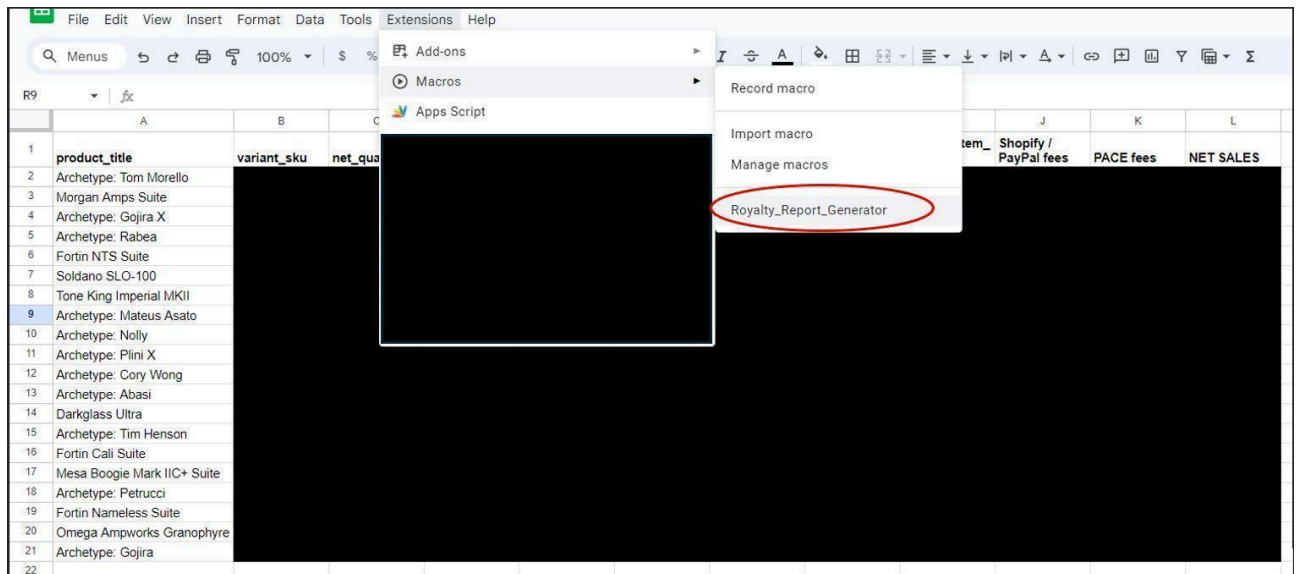 File Edit View Insert Format Data Tools Extensions Help
Menus 100% $ %
Add-ons
Macros
Apps Script
Record macro
Import macro
Manage macros
Royalty_Report_Generator
R9 fx
A B C J K L
1 product_title variant_sku net_qua tem_ Shopify / PayPal fees PACE fees NET SALES
2 Archetype: Tom Morello
3 Morgan Amps Suite
4 Archetype: Gojira X
5 Archetype: Rabea
6 Fortin NTS Suite
7 Soldano SLO-100
8 Tone King Imperial MKII
9 Archetype: Mateus Asato
10 Archetype: Nolly
11 Archetype: Plini X
12 Archetype: Cory Wong
13 Archetype: Abasi
14 Darkglass Ultra
15 Archetype: Tim Henson
16 Fortin Cali Suite
17 Mesa Boogie Mark IIC+ Suite
18 Archetype: Petrucci
19 Fortin Nameless Suite
20 Omega Ampworks Granophyre
21 Archetype: Gojira
22